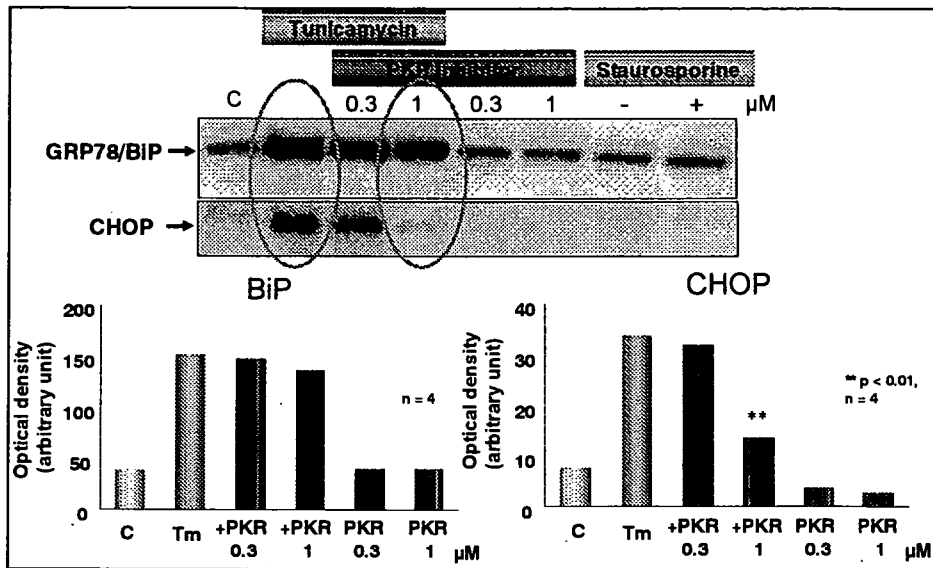 Tunicamycin
PKR Inhibitor Staurosporine
C 0.3 1 0.3 1 - + μM
GRP78/BiP
CHOP
BiP
Optical density
(arbitrary unit)
200
150
100
50
0
n = 4
C Tm +PKR +PKR PKR PKR
0.3 1 0.3 1 μM
CHOP
Optical density
(arbitrary unit)
40
30
20
10
0
** p < 0.01,
n = 4
**
C Tm +PKR +PKR PKR PKR
0.3 1 0.3 1 μM